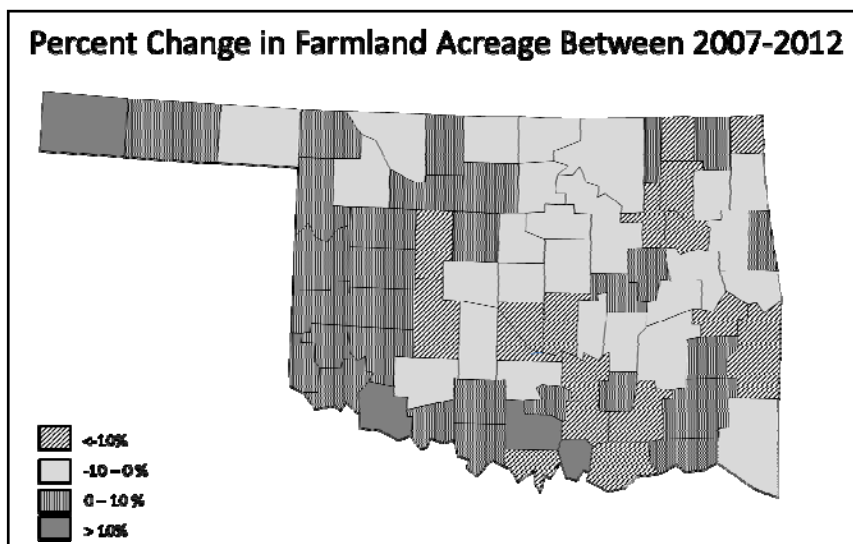 Percent Change in Farmland Acreage Between 2007-2012
<-10%
-10 – 0 %
0 – 10 %
> 10%